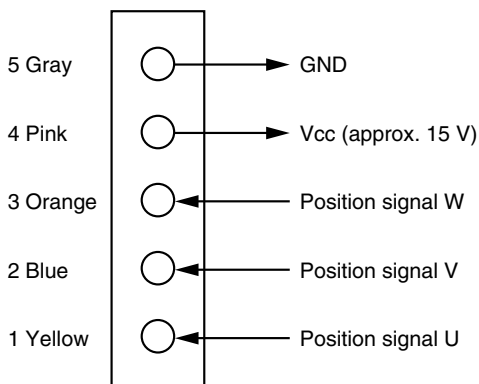 5 Gray GND
4 Pink Vcc (approx. 15 V)
3 Orange Position signal W
2 Blue Position signal V
1 Yellow Position signal U